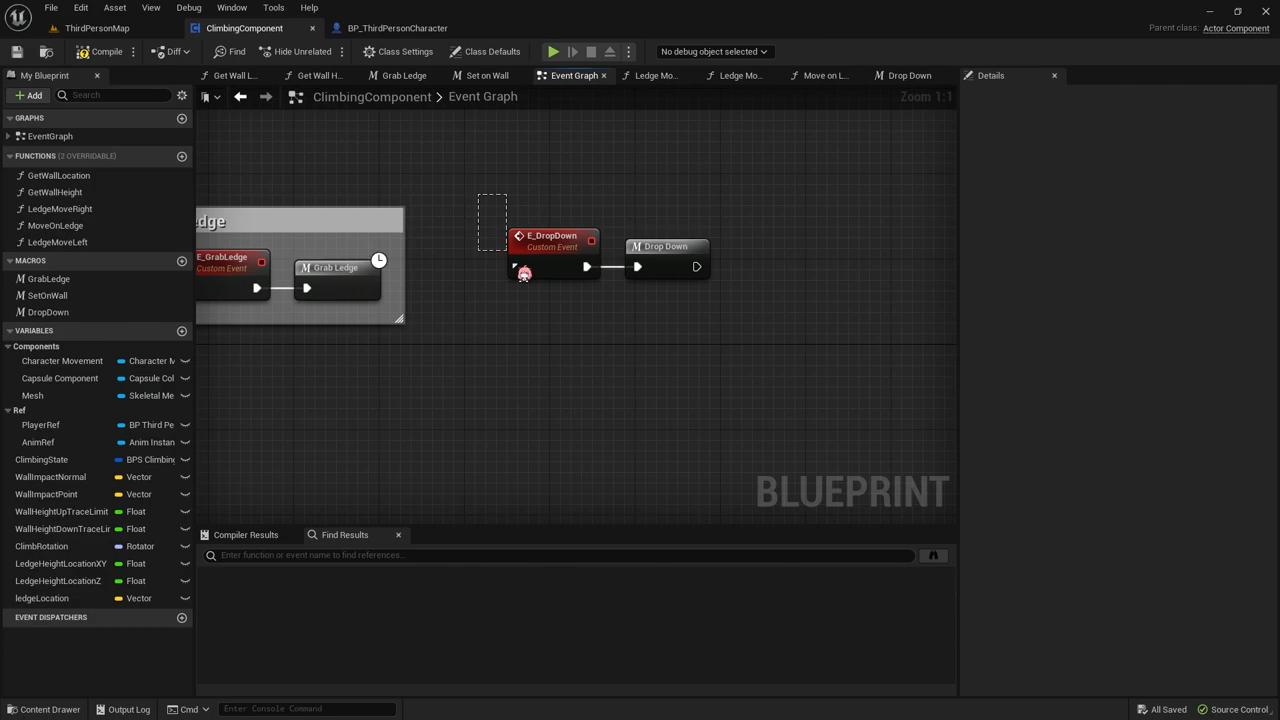 File Edit Asset View Debug Window Tools Help
ThirdPersonMap ClimbingComponent BP_ThirdPersonCharacter Parent class: Actor Component
Compile Diff Find Hide Unrelated Class Settings Class Defaults No debug object selected
My Blueprint Get Wall L... Get Wall H... Grab Ledge Set on Wall Event Graph Ledge Mo... Ledge Mo... Move on L... Drop Down Details
Add Search ClimbingComponent > Event Graph Zoom 1:1
GRAPHS
EventGraph
FUNCTIONS (2 OVERRIDABLE)
GetWallLocation
GetWallHeight
LedgeMoveRight
MoveOnLedge
LedgeMoveLeft
MACROS
GrabLedge
SetOnWall
DropDown
VARIABLES
Components
Character Movement Character M
Capsule Component Capsule Col
Mesh Skeletal Me
Ref
PlayerRef BP Third Pe
AnimRef Anim Instan
ClimbingState BPS Climbing
WallImpactNormal Vector
WallImpactPoint Vector
WallHeightUpTraceLimit Float
WallHeightDownTraceLir Float
ClimbRotation Rotator
LedgeHeightLocationXY Float
LedgeHeightLocationZ Float
ledgeLocation Vector
EVENT DISPATCHERS
edge
E_GrabLedge
Custom Event
Grab Ledge
E_DropDown
Custom Event
Drop Down
BLUEPRINT
Compiler Results Find Results
Enter function or event name to find references...
Content Drawer Output Log Cmd Enter Console Command All Saved Source Control